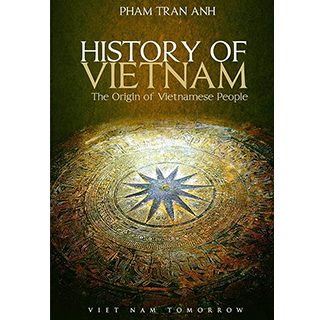 PHAM TRAN ANH
HISTORY OF
VIETNAM
The Origin of Vietnamese People
VIET NAM TOMORROW